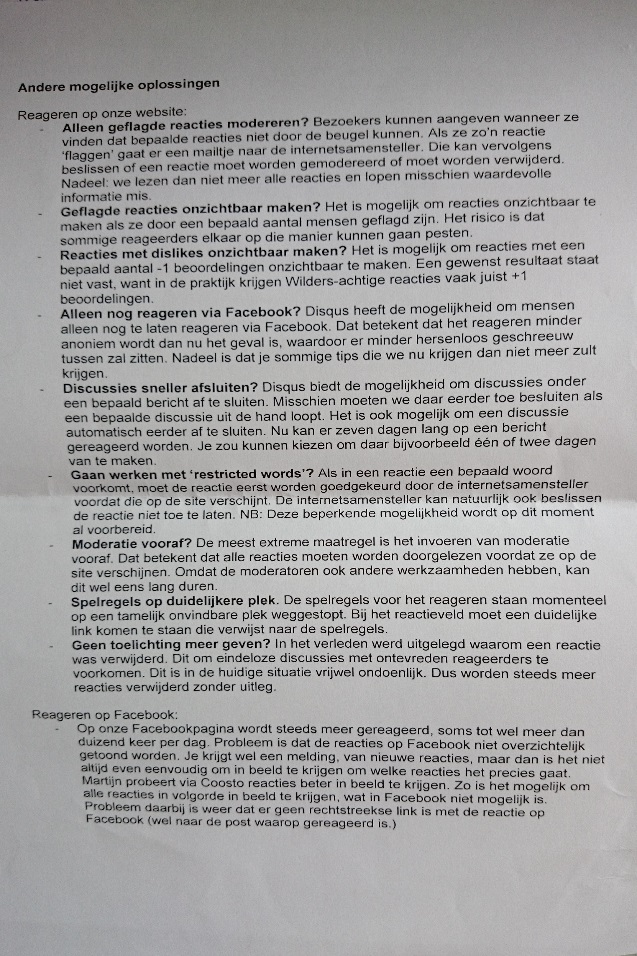 Andere mogelijke oplossingen
Reageren op onze website:
- Alleen geflagde reacties modereren? Bezoekers kunnen aangeven wanneer ze
vinden dat bepaalde reacties niet door de beugel kunnen. Als ze zo'n reactie
'flaggen' gaat er een mailtje naar de internetsamensteller. Die kan vervolgens
beslissen of een reactie moet worden gemodereerd of moet worden verwijderd.
Nadeel: we lezen dan niet meer alle reacties en lopen misschien waardevolle
informatie mis.
- Geflagde reacties onzichtbaar maken? Het is mogelijk om reacties onzichtbaar te
maken als ze door een bepaald aantal mensen geflagd zijn. Het risico is dat
sommige reageerders elkaar op die manier kunnen gaan pesten.
- Reacties met dislikes onzichtbaar maken? Het is mogelijk om reacties met een
bepaald aantal -1 beoordelingen onzichtbaar te maken. Een gewenst resultaat staat
niet vast, want in de praktijk krijgen Wilders-achtige reacties vaak juist +1
beoordelingen.
- Alleen nog reageren via Facebook? Disqus heeft de mogelijkheid om mensen
alleen nog te laten reageren via Facebook. Dat betekent dat het reageren minder
anoniem wordt dan nu het geval is, waardoor er minder hersenloos geschreeuw
tussen zal zitten. Nadeel is dat je sommige tips die we nu krijgen dan niet meer zult
krijgen.
- Discussies sneller afsluiten? Disqus biedt de mogelijkheid om discussies onder
een bepaald bericht af te sluiten. Misschien moeten we daar eerder toe besluiten als
een bepaalde discussie uit de hand loopt. Het is ook mogelijk om een discussie
automatisch eerder af te sluiten. Nu kan er zeven dagen lang op een bericht
gereageerd worden. Je zou kunnen kiezen om daar bijvoorbeeld één of twee dagen
van te maken.
- Gaan werken met 'restricted words'? Als in een reactie een bepaald woord
voorkomt, moet de reactie eerst worden goedgekeurd door de internetsamensteller
voordat die op de site verschijnt. De internetsamensteller kan natuurlijk ook beslissen
de reactie niet toe te laten. NB: Deze beperkende mogelijkheid wordt op dit moment
al voorbereid.
- Moderatie vooraf? De meest extreme maatregel is het invoeren van moderatie
vooraf. Dat betekent dat alle reacties moeten worden doorgelezen voordat ze op de
site verschijnen. Omdat de moderatoren ook andere werkzaamheden hebben, kan
dit wel eens lang duren.
- Spelregels op duidelijkere plek. De spelregels voor het reageren staan momenteel
op een tamelijk onvindbare plek weggestopt. Bij het reactieveld moet een duidelijke
link komen te staan die verwijst naar de spelregels.
- Geen toelichting meer geven? In het verleden werd uitgelegd waarom een reactie
was verwijderd. Dit om eindeloze discussies met ontevreden reageerders te
voorkomen. Dit is in de huidige situatie vrijwel ondoenlijk. Dus worden steeds meer
reacties verwijderd zonder uitleg.
Reageren op Facebook:
- Op onze Facebookpagina wordt steeds meer gereageerd, soms tot wel meer dan
duizend keer per dag. Probleem is dat de reacties op Facebook niet overzichtelijk
getoond worden. Je krijgt wel een melding, van nieuwe reacties, maar dan is het niet
altijd even eenvoudig om in beeld te krijgen om welke reacties het precies gaat.
Martijn probeert via Coosto reacties beter in beeld te krijgen. Zo is het mogelijk om
alle reacties in volgorde in beeld te krijgen, wat in Facebook niet mogelijk is.
Probleem daarbij is weer dat er geen rechtstreekse link is met de reactie op
Facebook (wel naar de post waarop gereageerd is.)